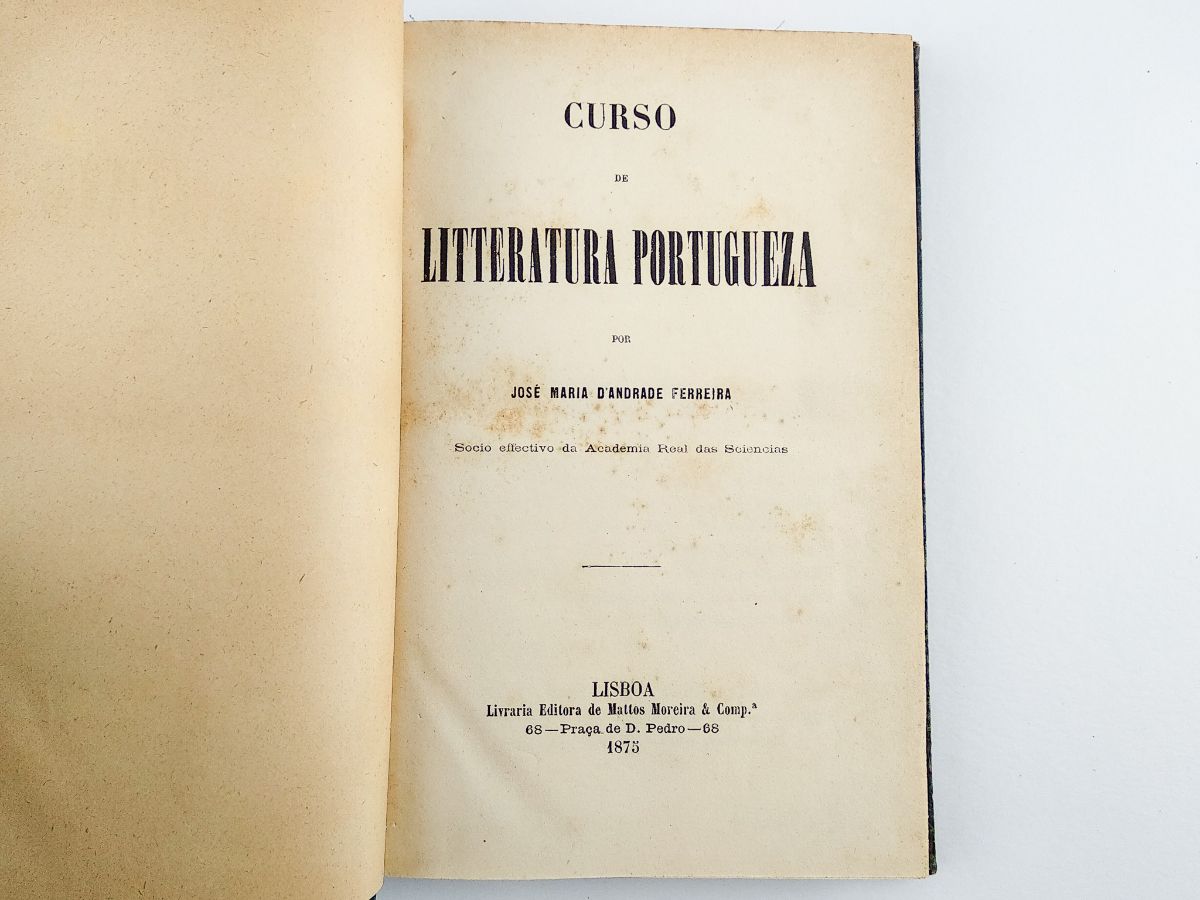 CURSO
DE
LITTERATURA PORTUGUEZA
POR
JOSÉ MARIA D'ANDRADE FERREIRA
Socio effectivo da Academia Real das Sciencias
LISBOA
Livraria Editora de Mattos Moreira & Comp.ª
68—Praça de D. Pedro—68
1875